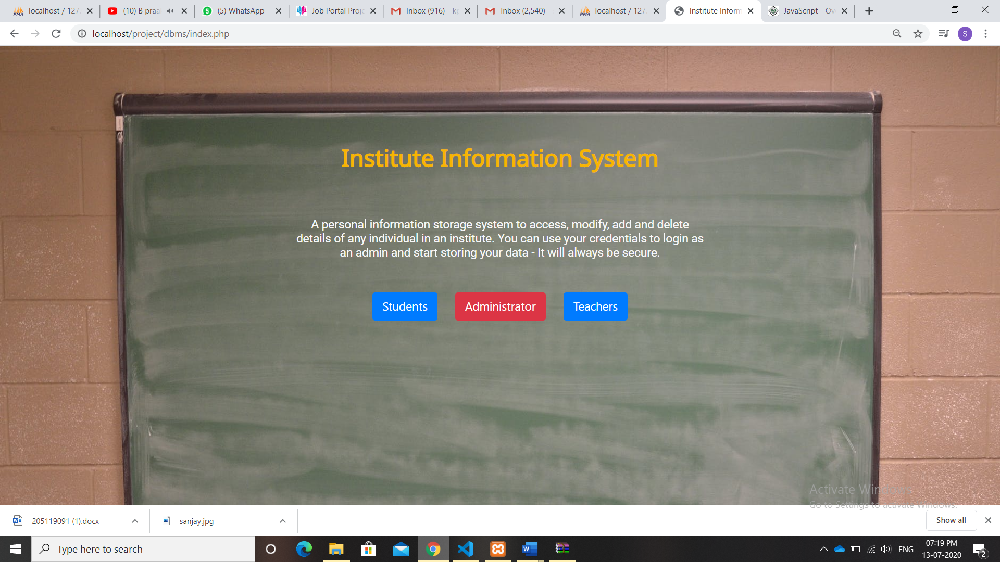 localhost / 127.
(10) B praa
(5) WhatsApp
Job Portal Proje
Inbox (916) - kp
Inbox (2,540) -
localhost / 127.
Institute Inform
JavaScript - Ov
localhost/project/dbms/index.php
S
Institute Information System
A personal information storage system to access, modify, add and delete
details of any individual in an institute. You can use your credentials to login as
an admin and start storing your data - It will always be secure.
Students
Administrator
Teachers
Activate Windows
Go to Settings to activate Windows.
205119091 (1).docx
sanjay.jpg
Show all
Type here to search
ENG
07:19 PM
13-07-2020
2